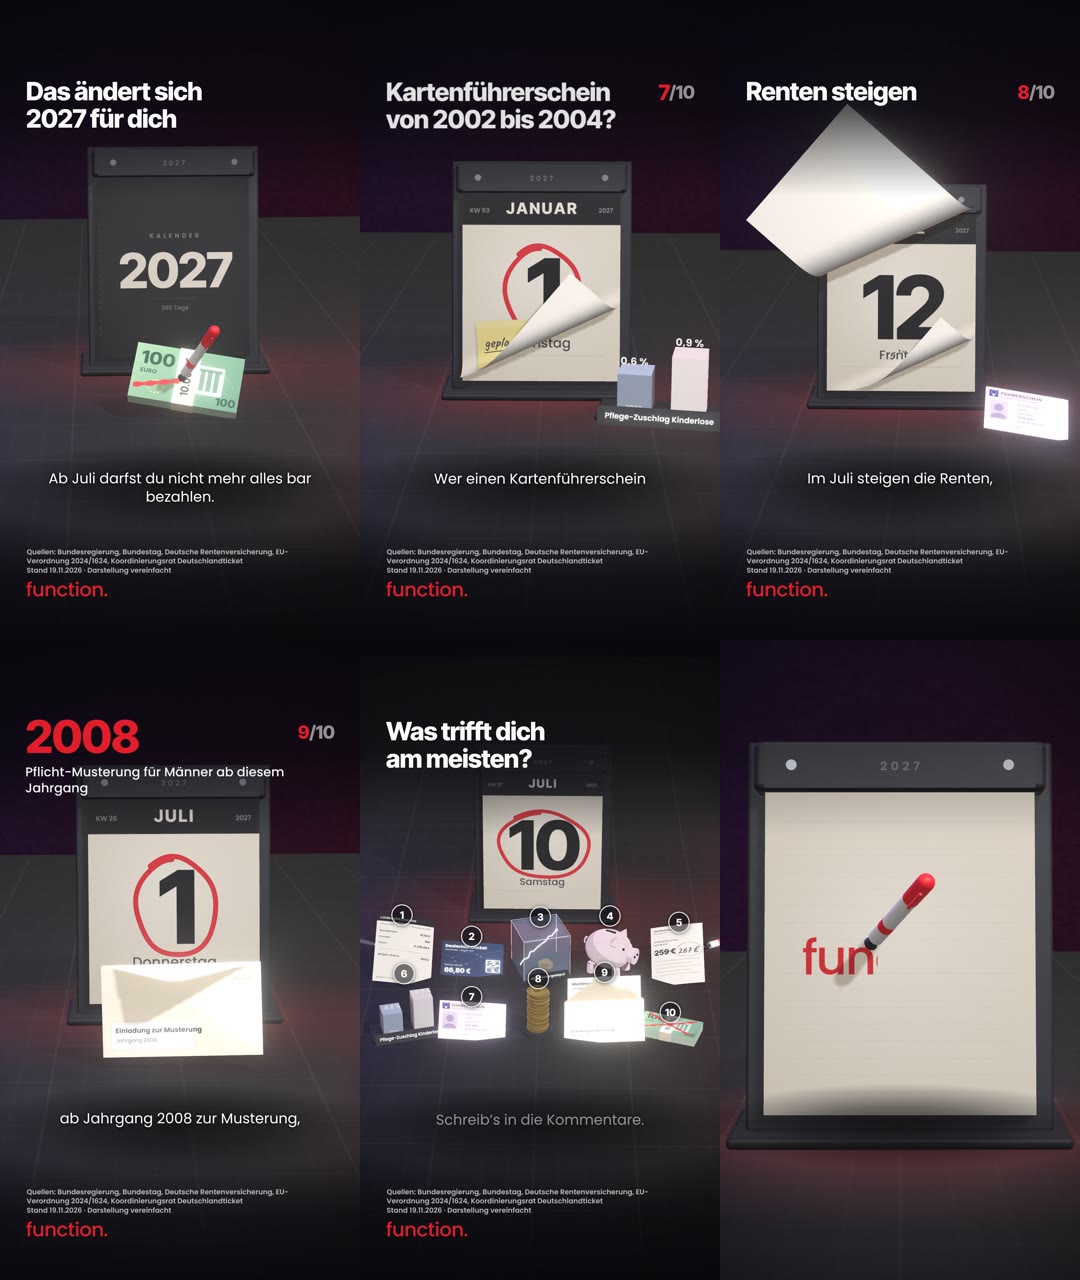 Das ändert sich
2027 für dich
2027
KALENDER
2027
365 Tage
100
EURO
100
Ab Juli darfst du nicht mehr alles bar
bezahlen.
Quellen: Bundesregierung, Bundestag, Deutsche Rentenversicherung, EU-
Verordnung 2024/1624, Koordinierungsrat Deutschlandticket
Stand 19.11.2026 · Darstellung vereinfacht
function.
Kartenführerschein
von 2002 bis 2004?
7/10
2027
KW 53
JANUAR
2027
1
0,6 %
0,9 %
Pflege-Zuschlag Kinderlose
Wer einen Kartenführerschein
Quellen: Bundesregierung, Bundestag, Deutsche Rentenversicherung, EU-
Verordnung 2024/1624, Koordinierungsrat Deutschlandticket
Stand 19.11.2026 · Darstellung vereinfacht
function.
Renten steigen
8/10
2027
12
FÜHRERSCHEIN
Im Juli steigen die Renten,
Quellen: Bundesregierung, Bundestag, Deutsche Rentenversicherung, EU-
Verordnung 2024/1624, Koordinierungsrat Deutschlandticket
Stand 19.11.2026 · Darstellung vereinfacht
function.
2008
9/10
Pflicht-Musterung für Männer ab diesem
Jahrgang
2027
KW 26
JULI
2027
1
Donnerstag
Einladung zur Musterung
Jahrgang 2008
ab Jahrgang 2008 zur Musterung,
Quellen: Bundesregierung, Bundestag, Deutsche Rentenversicherung, EU-
Verordnung 2024/1624, Koordinierungsrat Deutschlandticket
Stand 19.11.2026 · Darstellung vereinfacht
function.
Was trifft dich
am meisten?
2027
KW 27
JULI
2027
10
Samstag
1
2
3
4
5
66,80 €
259 € 267 €
6
7
8
9
10
Schreib's in die Kommentare.
Quellen: Bundesregierung, Bundestag, Deutsche Rentenversicherung, EU-
Verordnung 2024/1624, Koordinierungsrat Deutschlandticket
Stand 19.11.2026 · Darstellung vereinfacht
function.
2027
fun